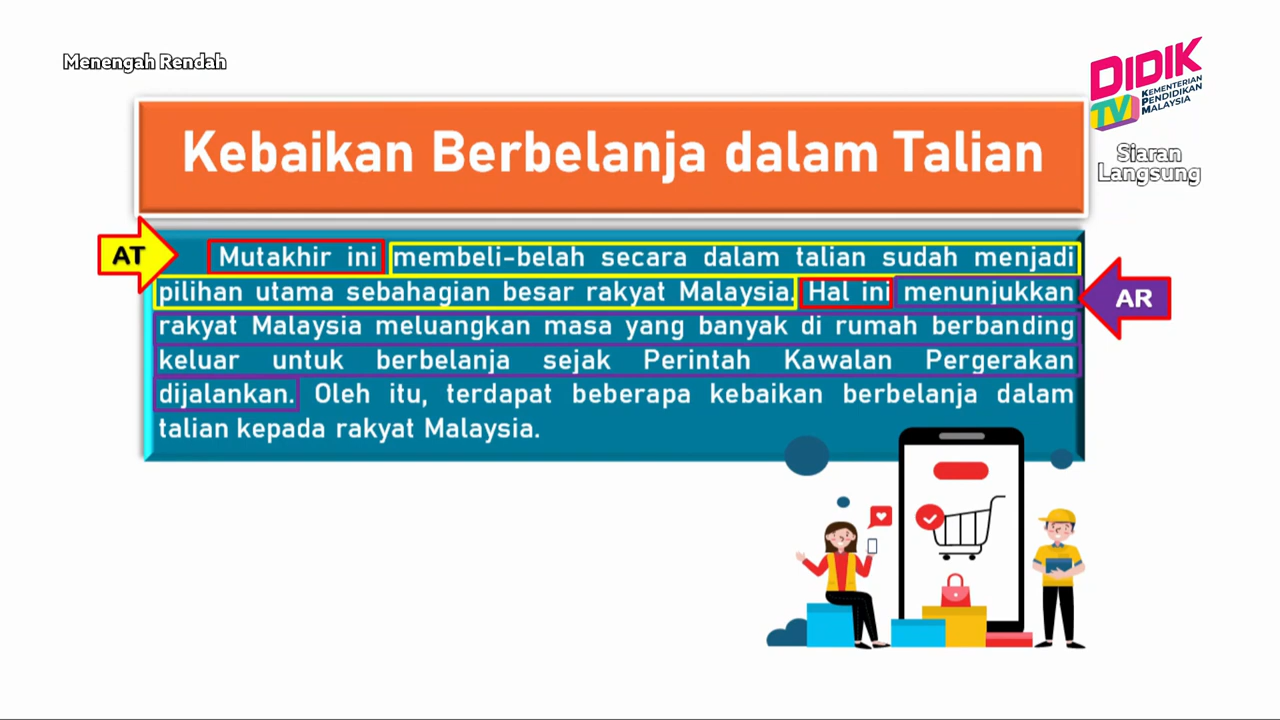 Menengah Rendah
DIDIK
TV
KEMENTERIAN
PENDIDIKAN
MALAYSIA
Siaran
Langsung
Kebaikan Berbelanja dalam Talian
AT
Mutakhir ini membeli-belah secara dalam talian sudah menjadi
pilihan utama sebahagian besar rakyat Malaysia. Hal ini menunjukkan
AR
rakyat Malaysia meluangkan masa yang banyak di rumah berbanding
keluar untuk berbelanja sejak Perintah Kawalan Pergerakan
dijalankan. Oleh itu, terdapat beberapa kebaikan berbelanja dalam
talian kepada rakyat Malaysia.